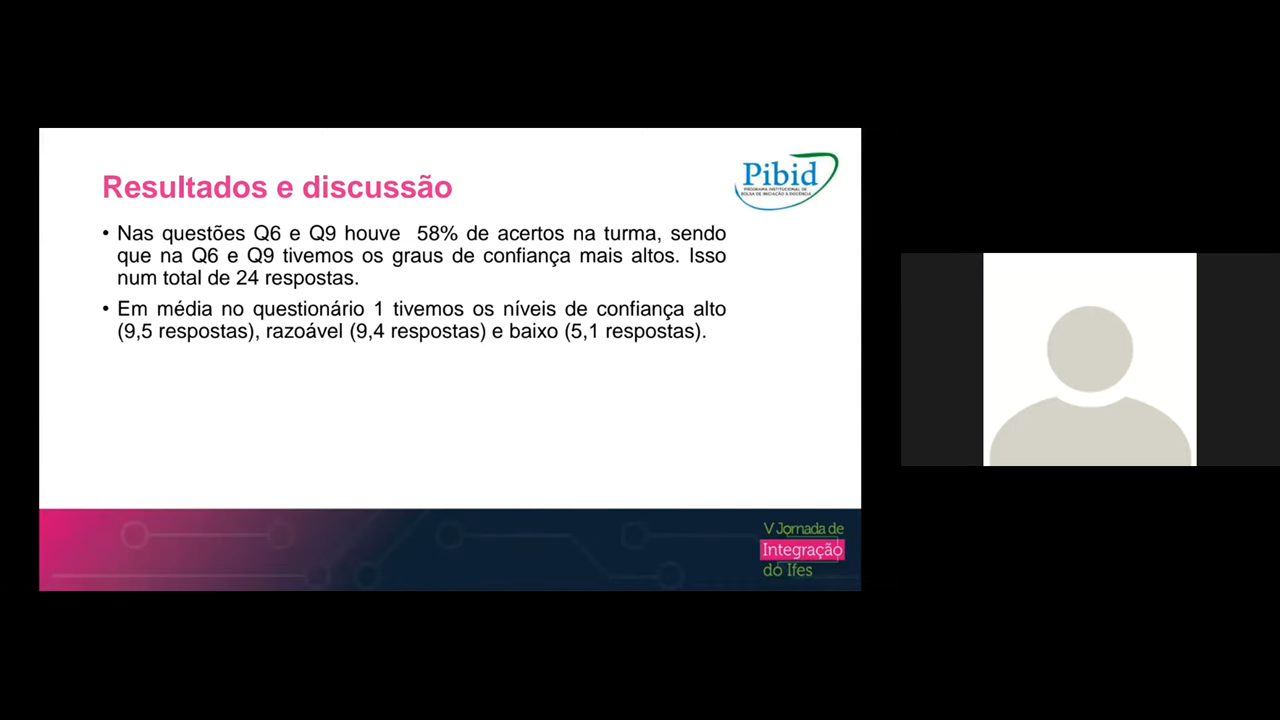 Resultados e discussão
Pibid
PROGRAMA INSTITUCIONAL DE
BOLSA DE INICIAÇÃO À DOCÊNCIA
• Nas questões Q6 e Q9 houve 58% de acertos na turma, sendo
que na Q6 e Q9 tivemos os graus de confiança mais altos. Isso
num total de 24 respostas.
• Em média no questionário 1 tivemos os níveis de confiança alto
(9,5 respostas), razoável (9,4 respostas) e baixo (5,1 respostas).
V Jornada de
Integração
do Ifes